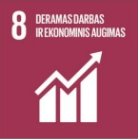 8 DERAMAS DARBAS
IR EKONOMINIS AUGIMAS